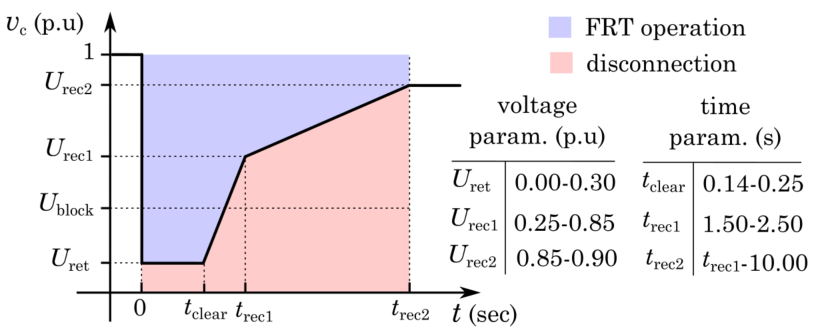 v_c (p.u)
1
U_rec2
U_rec1
U_block
U_ret
0
t_clear
t_rec1
t_rec2
t (sec)
FRT operation
disconnection
voltage
param. (p.u)
U_ret 0.00-0.30
U_rec1 0.25-0.85
U_rec2 0.85-0.90
time
param. (s)
t_clear 0.14-0.25
t_rec1 1.50-2.50
t_rec2 t_rec1-10.00